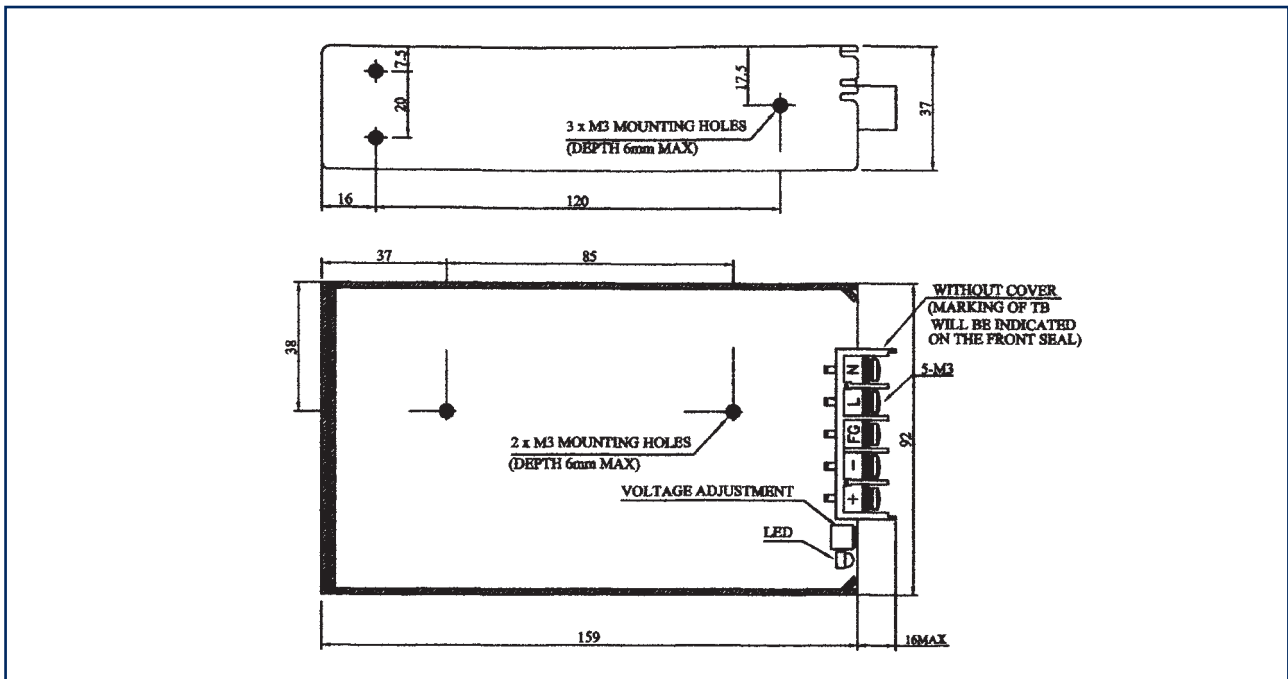 7.5
20
17.5
37
3 x M3 MOUNTING HOLES
(DEPTH 6mm MAX)
16
120
37
85
38
WITHOUT COVER
(MARKING OF TB
WILL BE INDICATED
ON THE FRONT SEAL)
N
5-M3
L
FG
92
2 x M3 MOUNTING HOLES
(DEPTH 6mm MAX)
−
+
VOLTAGE ADJUSTMENT
LED
159
16MAX